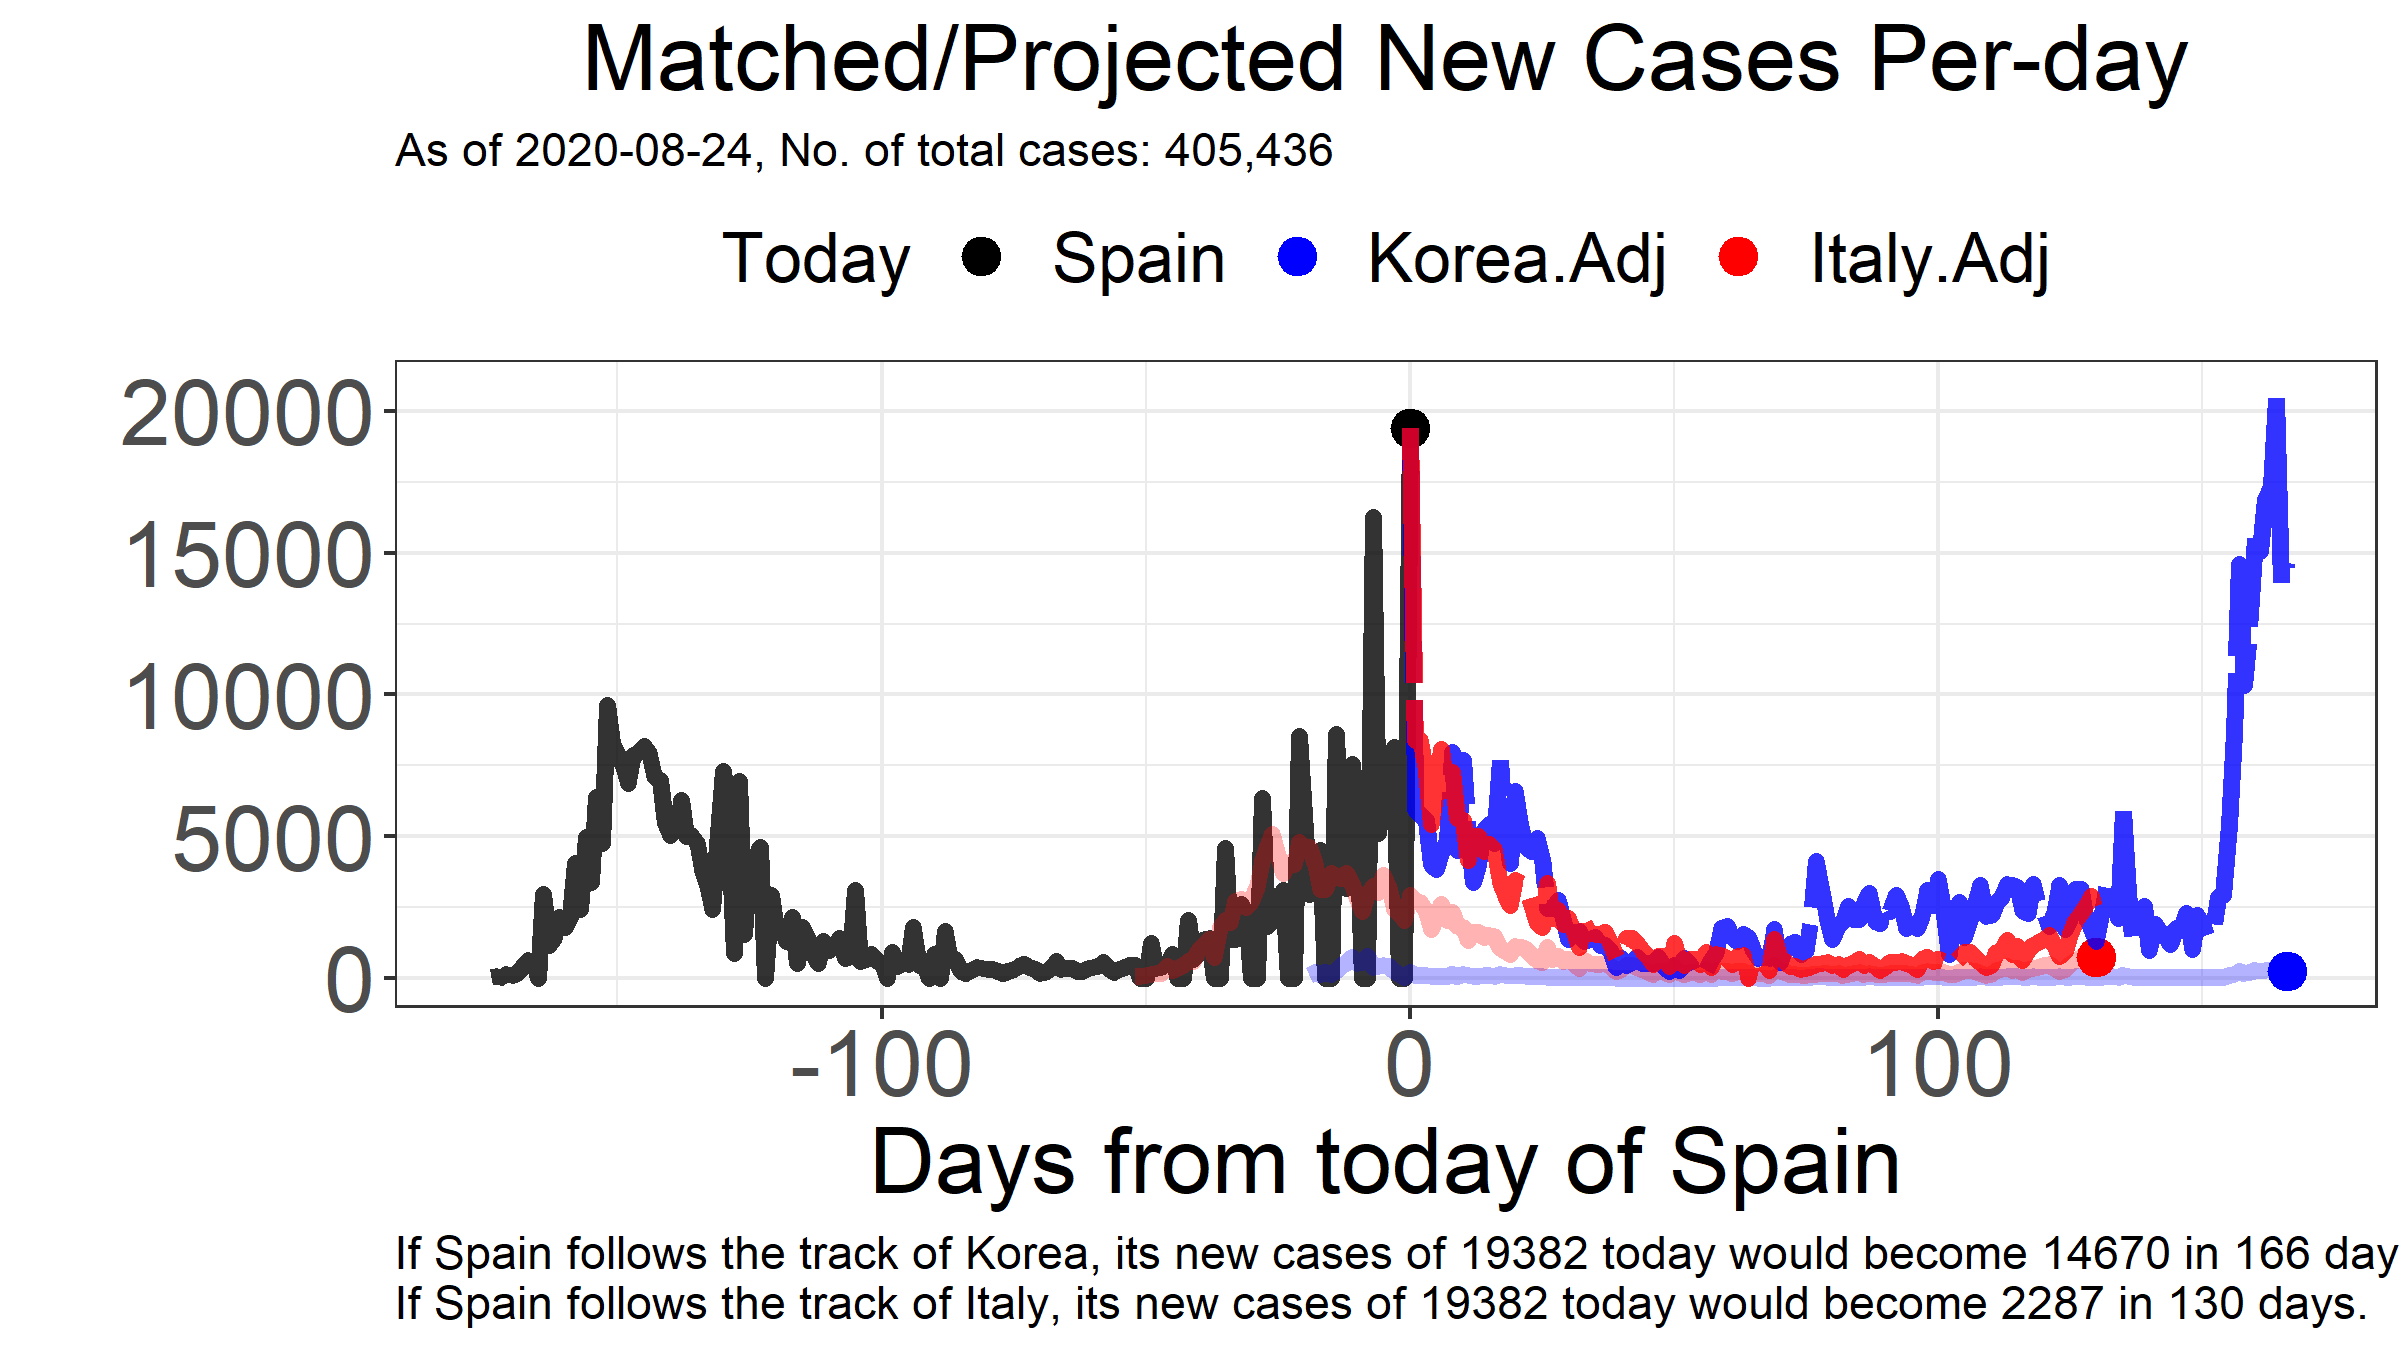 Matched/Projected New Cases Per-day
As of 2020-08-24, No. of total cases: 405,436
Today Spain Korea.Adj Italy.Adj
20000
15000
10000
5000
0
-100 0 100
Days from today of Spain
If Spain follows the track of Korea, its new cases of 19382 today would become 14670 in 166 day
If Spain follows the track of Italy, its new cases of 19382 today would become 2287 in 130 days.